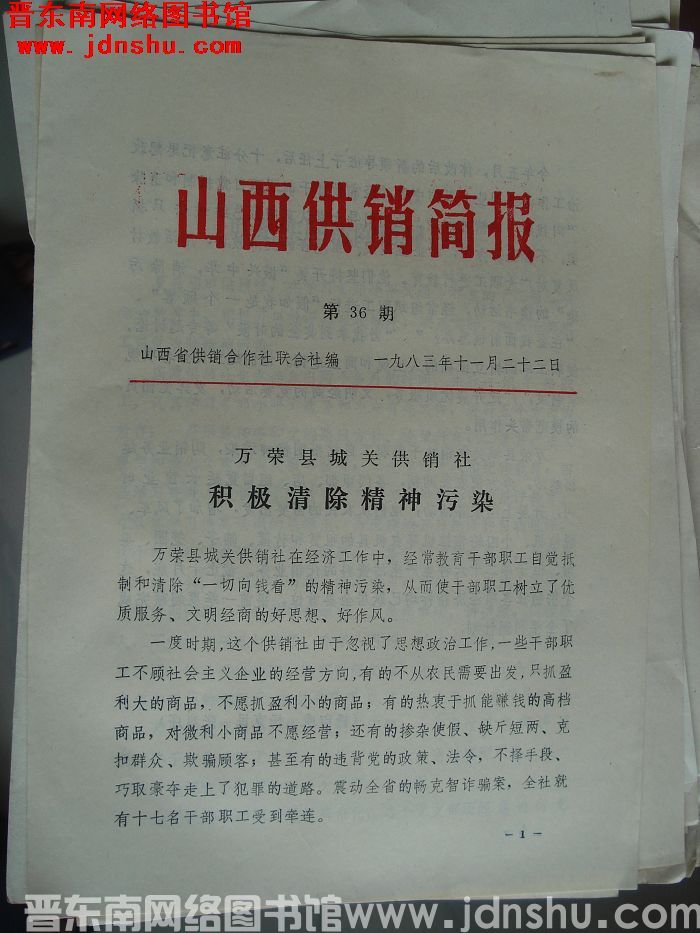 晋东南网络图书馆
www.jdnshu.com
山西供销简报
第 36 期
山西省供销合作社联合社编 一九八三年十一月二十二日
万荣县城关供销社
积极清除精神污染
万荣县城关供销社在经济工作中，经常教育干部职工自觉抵
制和清除“一切向钱看”的精神污染，从而使干部职工树立了优
质服务、文明经商的好思想、好作风。
一度时期，这个供销社由于忽视了思想政治工作，一些干部职
工不顾社会主义企业的经营方向，有的不从农民需要出发，只抓盈
利大的商品，不愿抓盈利小的商品；有的热衷于抓能赚钱的高档
商品，对微利小商品不愿经营；还有的掺杂使假、缺斤短两、克
扣群众、欺骗顾客；甚至有的违背党的政策、法令，不择手段、
巧取豪夺走上了犯罪的道路。震动全省的畅克智诈骗案，全社就
有十七名干部职工受到牵连。
－1－
晋东南网络图书馆www.jdnshu.com